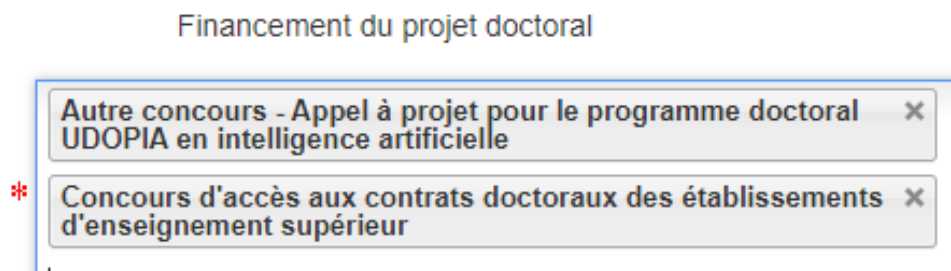 Financement du projet doctoral
Autre concours - Appel à projet pour le programme doctoral ×
UDOPIA en intelligence artificielle
* Concours d'accès aux contrats doctoraux des établissements ×
d'enseignement supérieur